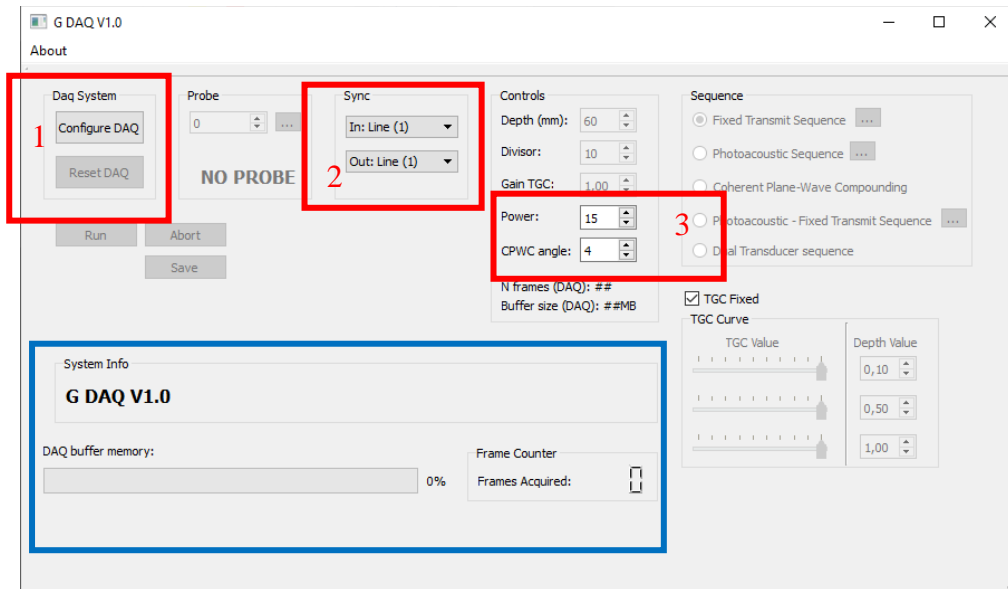 G DAQ V1.0
About
Daq System
1
Configure DAQ
Reset DAQ
Probe
0
...
NO PROBE
Sync
In: Line (1)
2
Out: Line (1)
Controls
Depth (mm): 60
Divisor: 10
Gain TGC: 1,00
Power: 15
CPWC angle: 4
3
N frames (DAQ): ##
Buffer size (DAQ): ##MB
Sequence
Fixed Transmit Sequence ...
Photoacoustic Sequence ...
Coherent Plane-Wave Compounding
Photoacoustic - Fixed Transmit Sequence ...
Dual Transducer sequence
Run
Abort
Save
TGC Fixed
TGC Curve
TGC Value
Depth Value
0,10
0,50
1,00
System Info
G DAQ V1.0
DAQ buffer memory:
0%
Frame Counter
Frames Acquired: 0